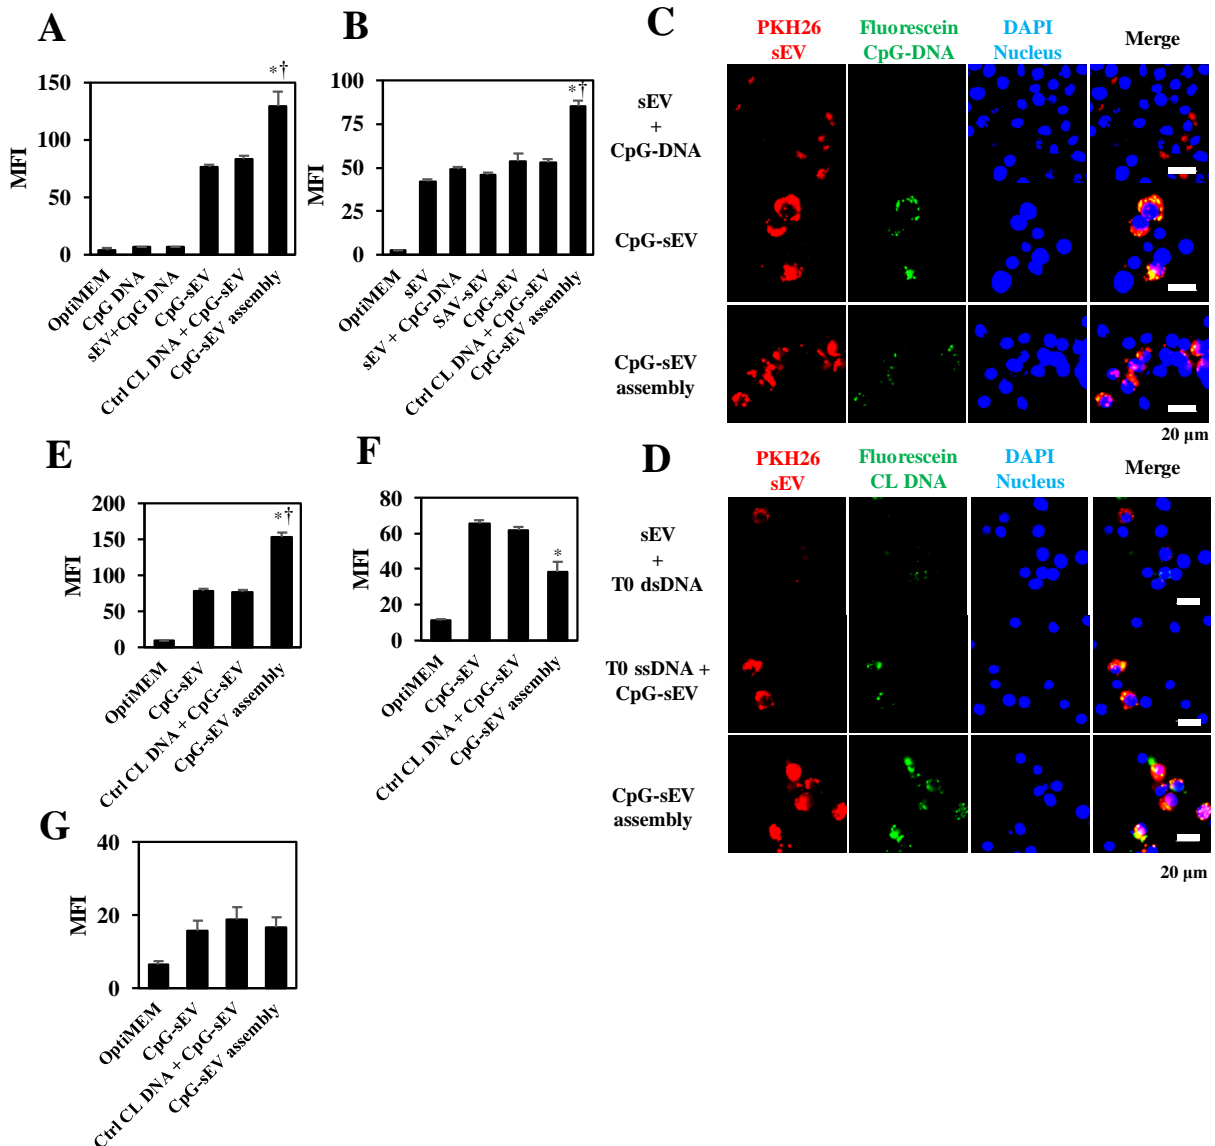 A
MFI
150
100
50
0
*†
OptiMEM
CpG DNA
sEV+CpG DNA
CpG-sEV
Ctrl CL DNA + CpG-sEV
CpG-sEV assembly
B
MFI
100
75
50
25
0
*†
OptiMEM
sEV
sEV + CpG-DNA
SAV-sEV
CpG-sEV
Ctrl CL DNA + CpG-sEV
CpG-sEV assembly
C
PKH26
sEV
Fluorescein
CpG-DNA
DAPI
Nucleus
Merge
sEV
+
CpG-DNA
CpG-sEV
CpG-sEV
assembly
20 μm
E
MFI
200
150
100
50
0
*†
OptiMEM
CpG-sEV
Ctrl CL DNA + CpG-sEV
CpG-sEV assembly
F
MFI
80
60
40
20
0
*
OptiMEM
CpG-sEV
Ctrl CL DNA + CpG-sEV
CpG-sEV assembly
D
PKH26
sEV
Fluorescein
CL DNA
DAPI
Nucleus
Merge
sEV
+
T0 dsDNA
T0 ssDNA +
CpG-sEV
CpG-sEV
assembly
20 μm
G
MFI
40
20
0
OptiMEM
CpG-sEV
Ctrl CL DNA + CpG-sEV
CpG-sEV assembly